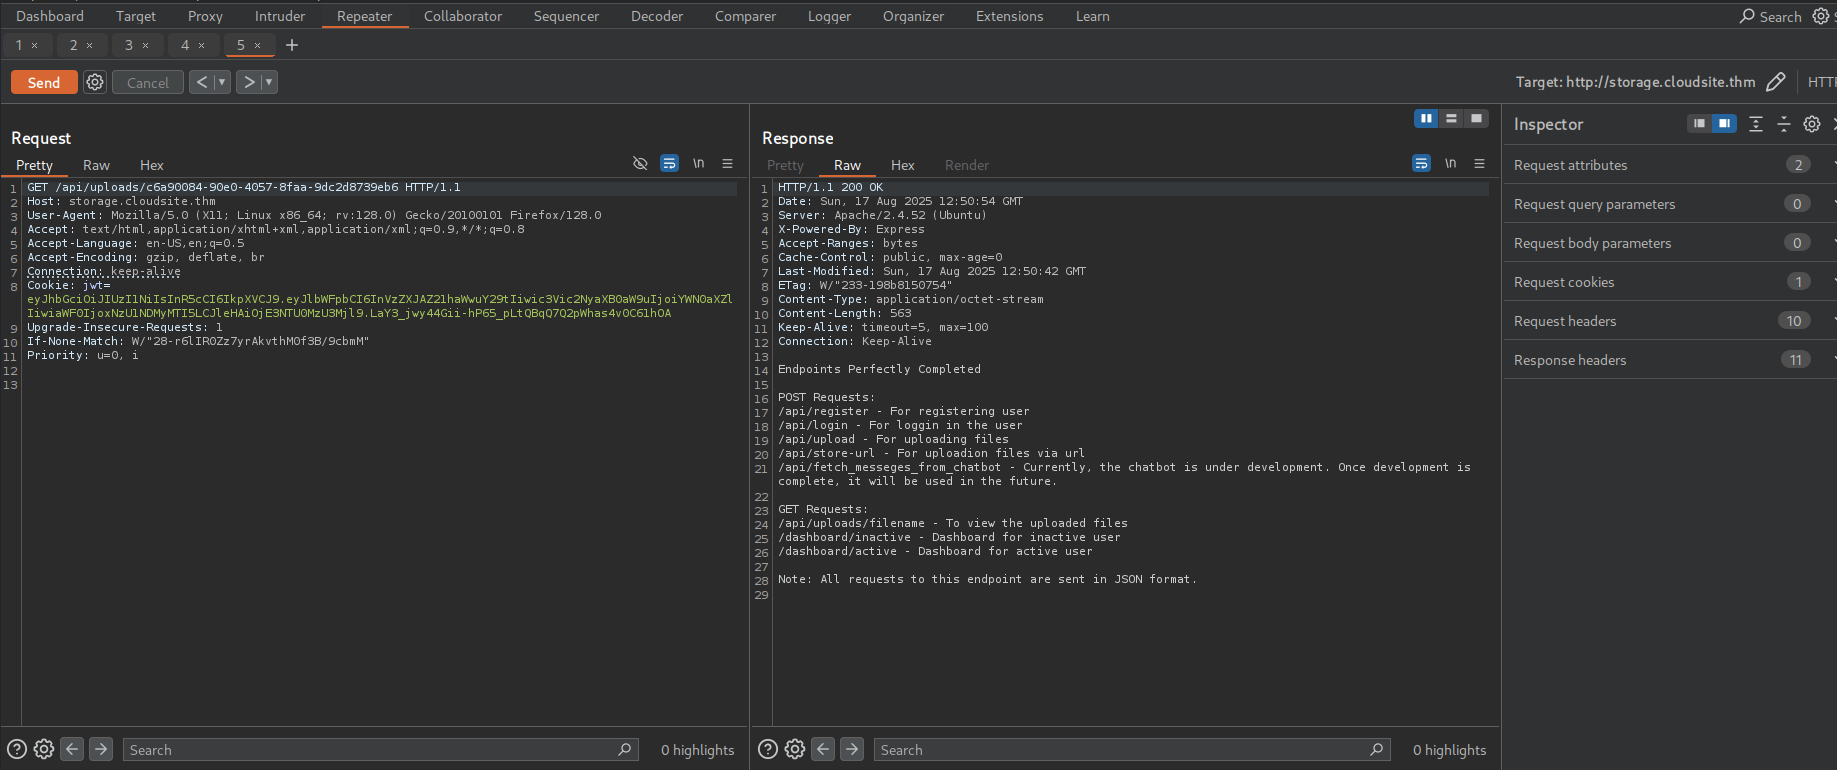 Dashboard Target Proxy Intruder Repeater Collaborator Sequencer Decoder Comparer Logger Organizer Extensions Learn Search
1 × 2 × 3 × 4 × 5 × +
Send Cancel < > Target: http://storage.cloudsite.thm
Request
Pretty Raw Hex \n
1 GET /api/uploads/c6a90084-90e0-4057-8faa-9dc2d8739eb6 HTTP/1.1
2 Host: storage.cloudsite.thm
3 User-Agent: Mozilla/5.0 (X11; Linux x86_64; rv:128.0) Gecko/20100101 Firefox/128.0
4 Accept: text/html,application/xhtml+xml,application/xml;q=0.9,*/*;q=0.8
5 Accept-Language: en-US,en;q=0.5
6 Accept-Encoding: gzip, deflate, br
7 Connection: keep-alive
8 Cookie: jwt=
9 Upgrade-Insecure-Requests: 1
10 If-None-Match: W/"28-r6lIR0Zz7yrAkvthM0f3B/9cbmM"
11 Priority: u=0, i
12
13
Search 0 highlights
Response
Pretty Raw Hex Render \n
1 HTTP/1.1 200 OK
2 Date: Sun, 17 Aug 2025 12:50:54 GMT
3 Server: Apache/2.4.52 (Ubuntu)
4 X-Powered-By: Express
5 Accept-Ranges: bytes
6 Cache-Control: public, max-age=0
7 Last-Modified: Sun, 17 Aug 2025 12:50:42 GMT
8 ETag: W/"233-198b8150754"
9 Content-Type: application/octet-stream
10 Content-Length: 563
11 Keep-Alive: timeout=5, max=100
12 Connection: Keep-Alive
13
14 Endpoints Perfectly Completed
15
16 POST Requests:
17 /api/register - For registering user
18 /api/login - For loggin in the user
19 /api/upload - For uploading files
20 /api/store-url - For uploadion files via url
21 /api/fetch_messeges_from_chatbot - Currently, the chatbot is under development. Once development is
complete, it will be used in the future.
22
23 GET Requests:
24 /api/uploads/filename - To view the uploaded files
25 /dashboard/inactive - Dashboard for inactive user
26 /dashboard/active - Dashboard for active user
27
28 Note: All requests to this endpoint are sent in JSON format.
29
Search 0 highlights
Inspector
Request attributes 2
Request query parameters 0
Request body parameters 0
Request cookies 1
Request headers 10
Response headers 11